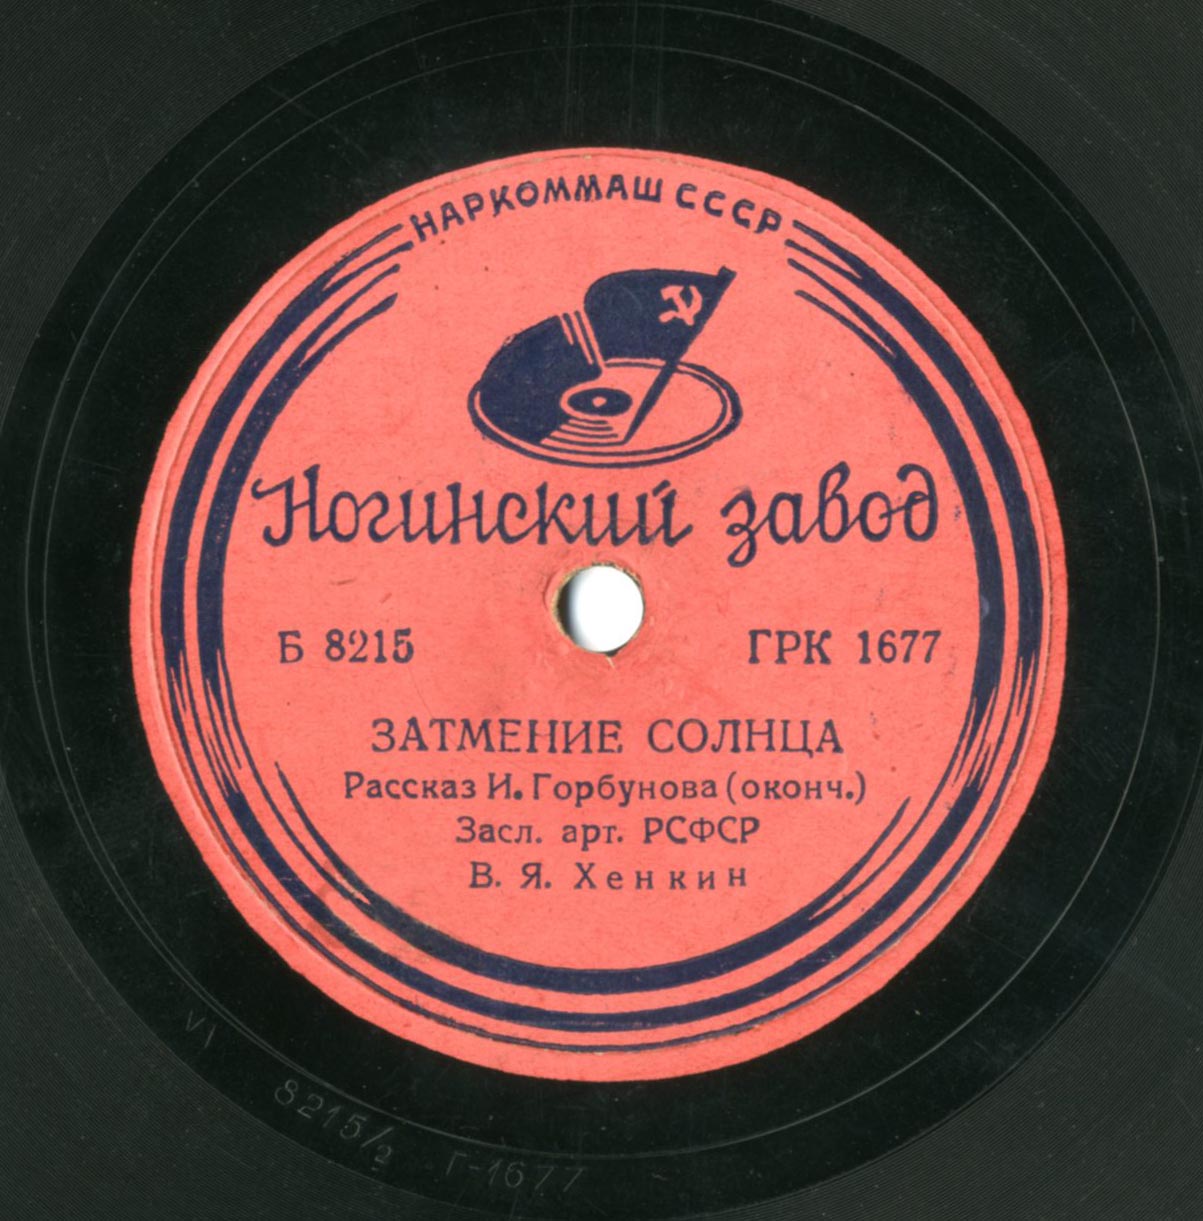 НАРКОММАШ СССР
Ногинский завод
Б 8215
ГРК 1677
ЗАТМЕНИЕ СОЛНЦА
Рассказ И. Горбунова (оконч.)
Засл. арт. РСФСР
В. Я. Хенкин
VI
8215/2
Г-1677